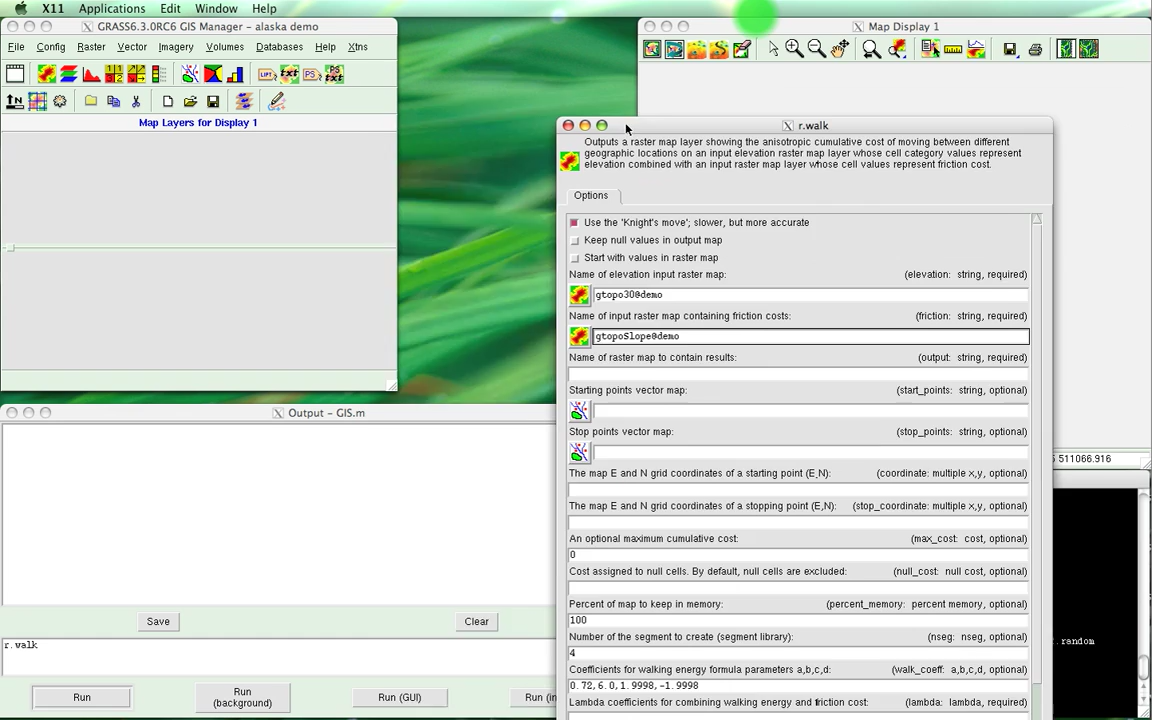 X11 Applications Edit Window Help
GRASS6.3.0RC6 GIS Manager - alaska demo
File Config Raster Vector Imagery Volumes Databases Help Xtns
Map Layers for Display 1
Map Display 1
r.walk
Outputs a raster map layer showing the anisotropic cumulative cost of moving between different
geographic locations on an input elevation raster map layer whose cell category values represent
elevation combined with an input raster map layer whose cell values represent friction cost.
Options
Use the 'Knight's move'; slower, but more accurate
Keep null values in output map
Start with values in raster map
Name of elevation input raster map: (elevation: string, required)
gtopo30@demo
Name of input raster map containing friction costs: (friction: string, required)
gtopoSlope@demo
Name of raster map to contain results: (output: string, required)
Starting points vector map: (start_points: string, optional)
Stop points vector map: (stop_points: string, optional)
The map E and N grid coordinates of a starting point (E,N): (coordinate: multiple x,y, optional)
The map E and N grid coordinates of a stopping point (E,N): (stop_coordinate: multiple x,y, optional)
An optional maximum cumulative cost: (max_cost: cost, optional)
0
Cost assigned to null cells. By default, null cells are excluded: (null_cost: null cost, optional)
Percent of map to keep in memory: (percent_memory: percent memory, optional)
100
Number of the segment to create (segment library): (nseg: nseg, optional)
4
Coefficients for walking energy formula parameters a,b,c,d: (walk_coeff: a,b,c,d, optional)
0.72,6.0,1.9998,-1.9998
Lambda coefficients for combining walking energy and friction cost: (lambda: lambda, required)
Output - GIS.m
Save Clear
r.walk
Run
Run (background)
Run (GUI)
Run (in
511066.916
.random